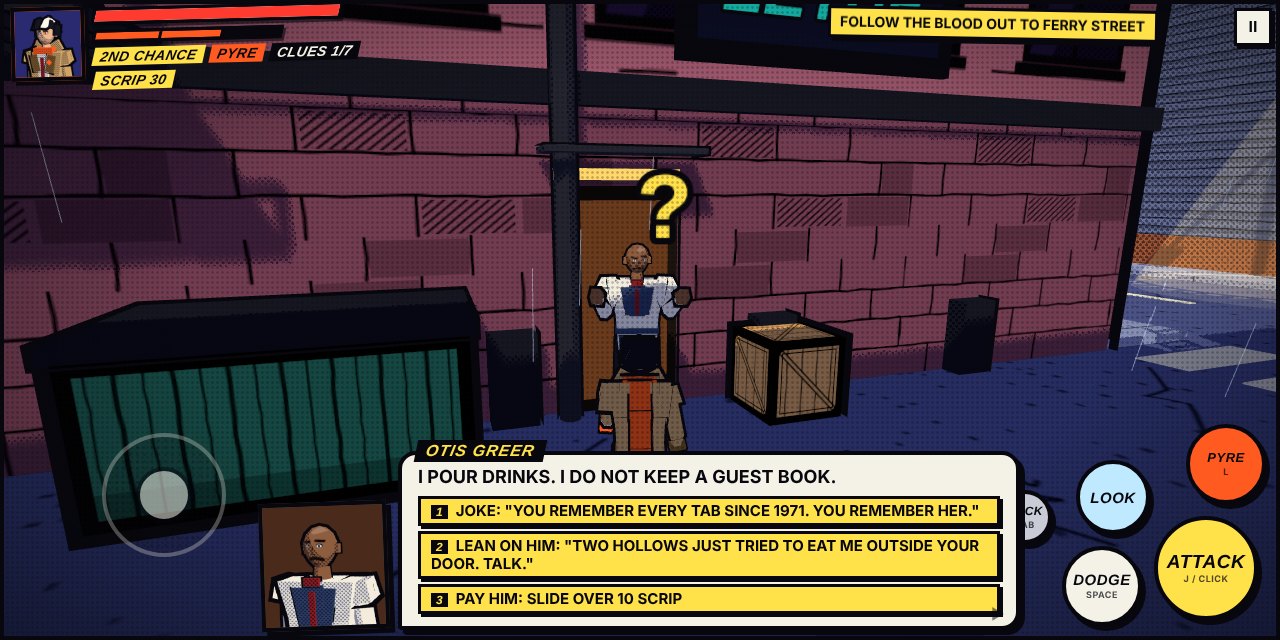 FOLLOW THE BLOOD OUT TO FERRY STREET
2ND CHANCE PYRE CLUES 1/7
SCRIP 30
?
OTIS GREER
I POUR DRINKS. I DO NOT KEEP A GUEST BOOK.
1 JOKE: "YOU REMEMBER EVERY TAB SINCE 1971. YOU REMEMBER HER."
2 LEAN ON HIM: "TWO HOLLOWS JUST TRIED TO EAT ME OUTSIDE YOUR
DOOR. TALK."
3 PAY HIM: SLIDE OVER 10 SCRIP
PYRE
L
LOOK
ATTACK
J / CLICK
DODGE
SPACE